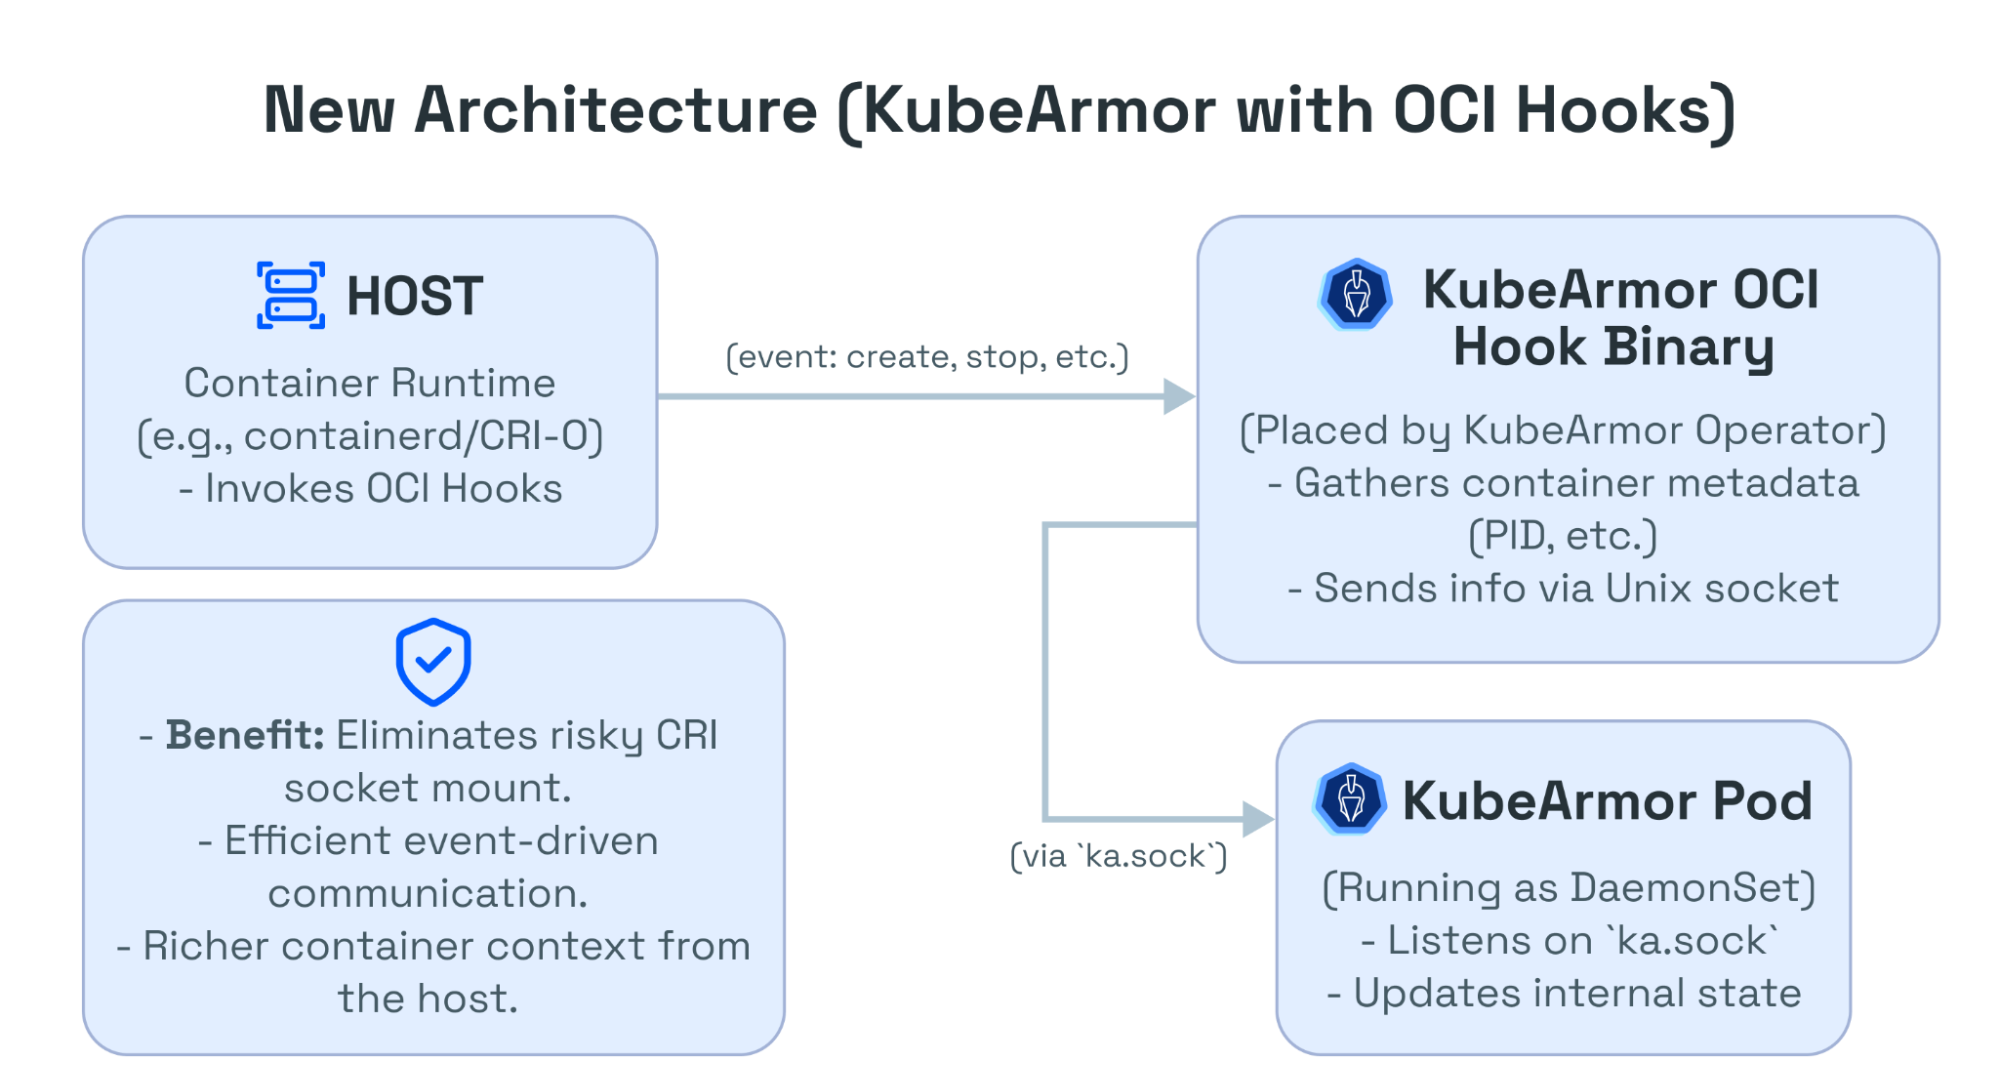 New Architecture (KubeArmor with OCI Hooks)
HOST
Container Runtime
(e.g., containerd/CRI-O)
- Invokes OCI Hooks
(event: create, stop, etc.)
KubeArmor OCI
Hook Binary
(Placed by KubeArmor Operator)
- Gathers container metadata
(PID, etc.)
- Sends info via Unix socket
- Benefit: Eliminates risky CRI
socket mount.
- Efficient event-driven
communication.
- Richer container context from
the host.
(via `ka.sock`)
KubeArmor Pod
(Running as DaemonSet)
- Listens on `ka.sock`
- Updates internal state